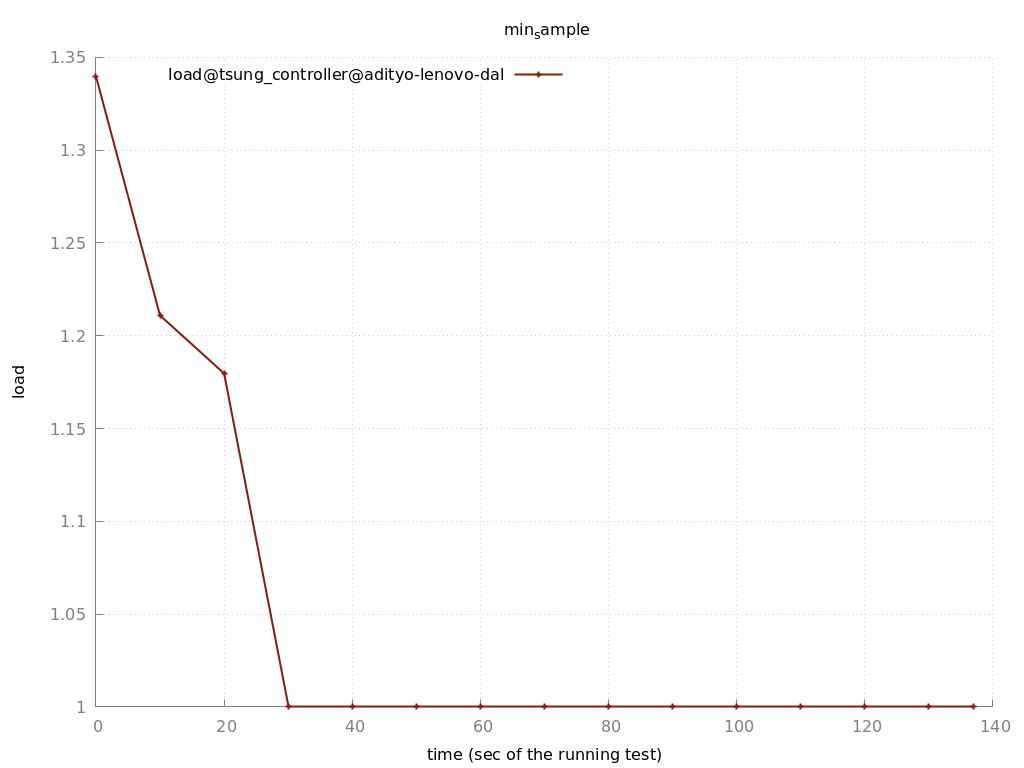 min_sample
1.35
load@tsung_controller@adityo-lenovo-dal
1.3
1.25
1.2
load
1.15
1.1
1.05
1
0 20 40 60 80 100 120 140
time (sec of the running test)